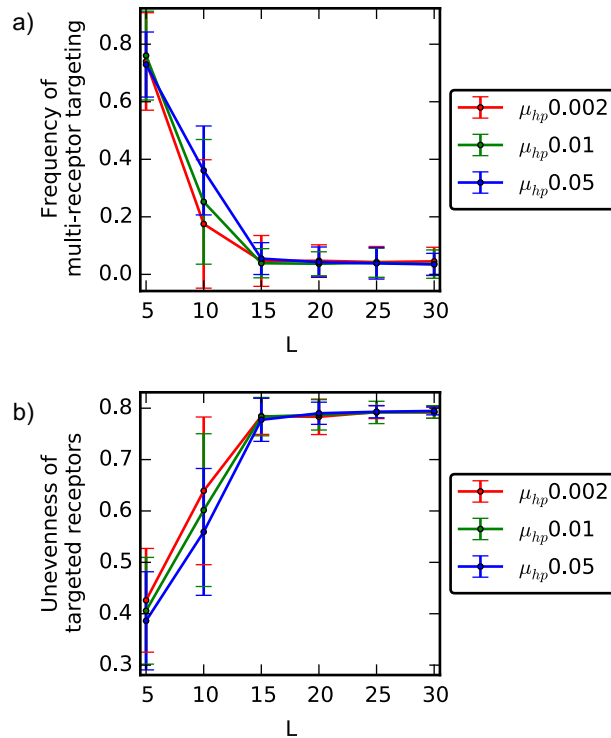 a)
Frequency of
multi-receptor targeting
0.8
0.6
0.4
0.2
0.0
5 10 15 20 25 30
L
μhp0.002
μhp0.01
μhp0.05
b)
Unevenness of
targeted receptors
0.8
0.7
0.6
0.5
0.4
0.3
5 10 15 20 25 30
L
μhp0.002
μhp0.01
μhp0.05